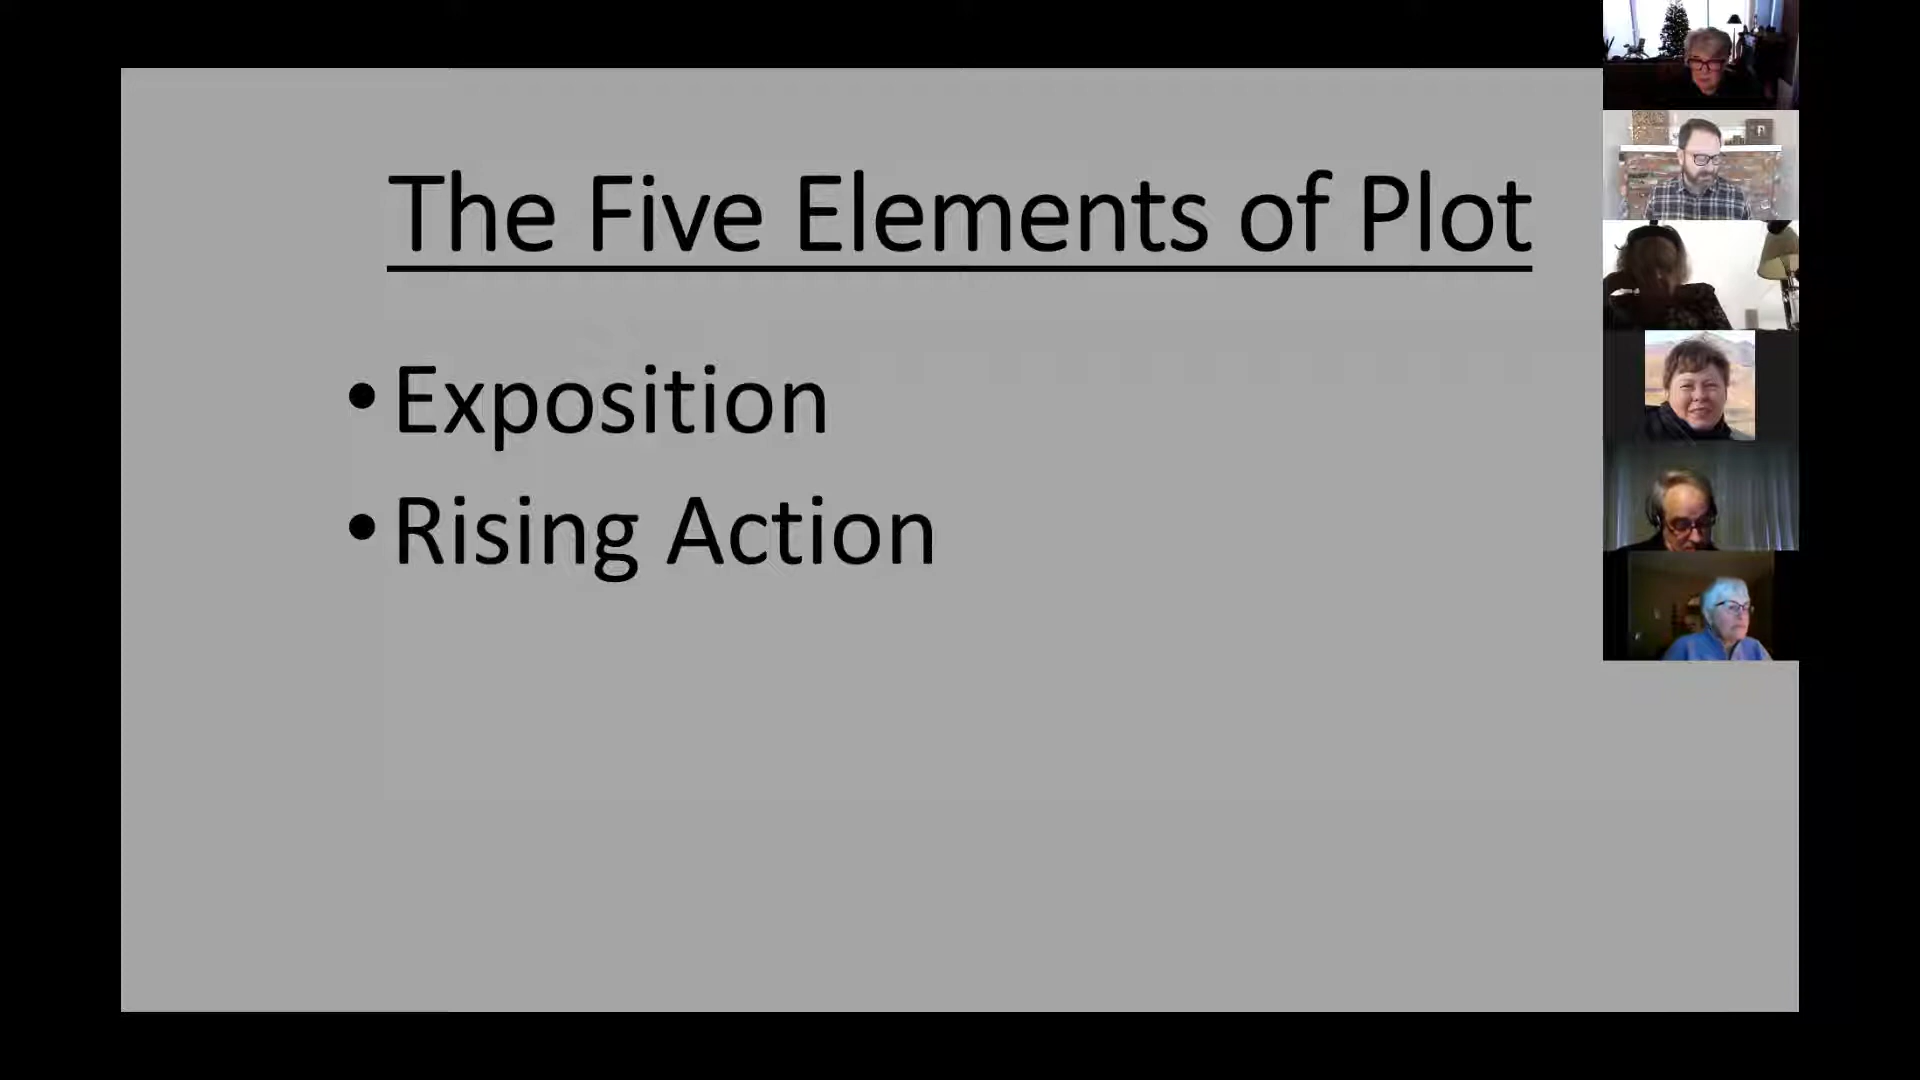 The Five Elements of Plot
• Exposition
• Rising Action